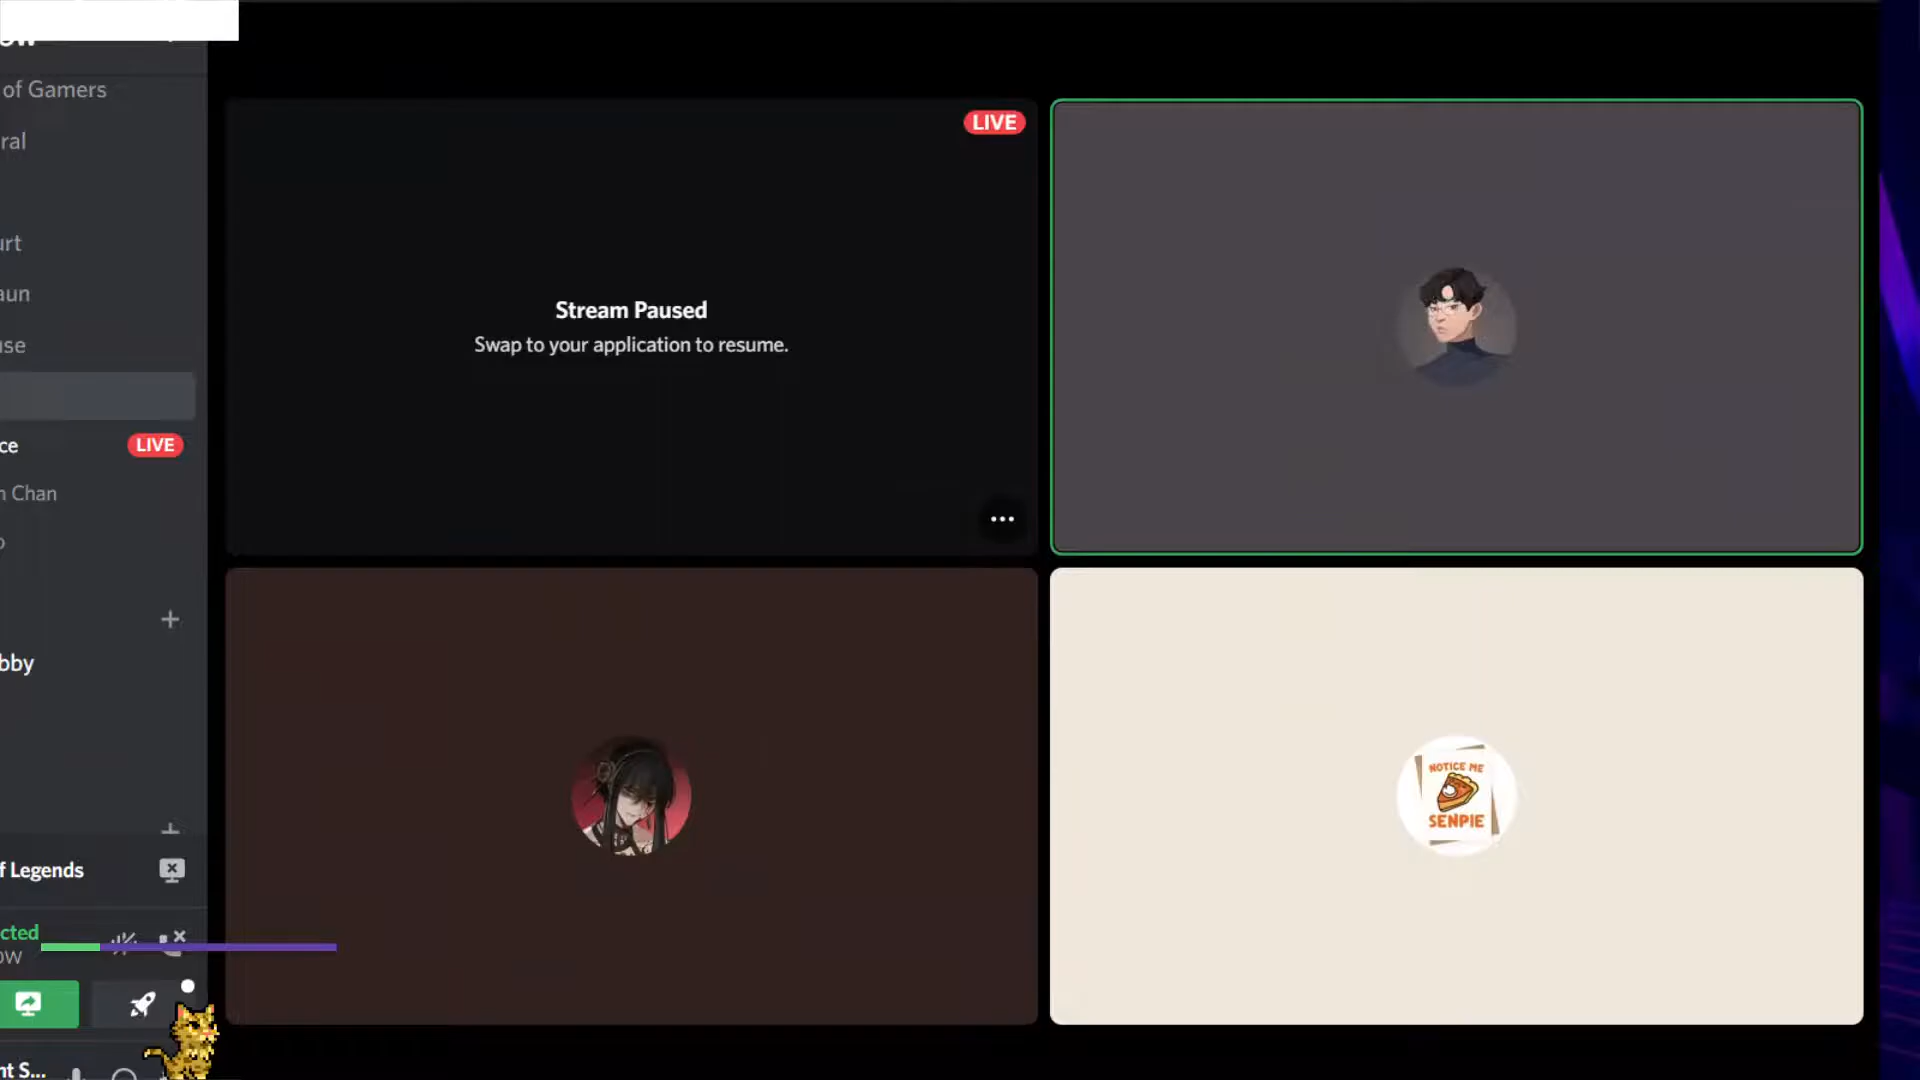 ow
of Gamers
ral
urt
aun
use
ce LIVE
n Chan
o
bby
f Legends
cted
ow
nt S...
LIVE
Stream Paused
Swap to your application to resume.
NOTICE ME
SENPIE